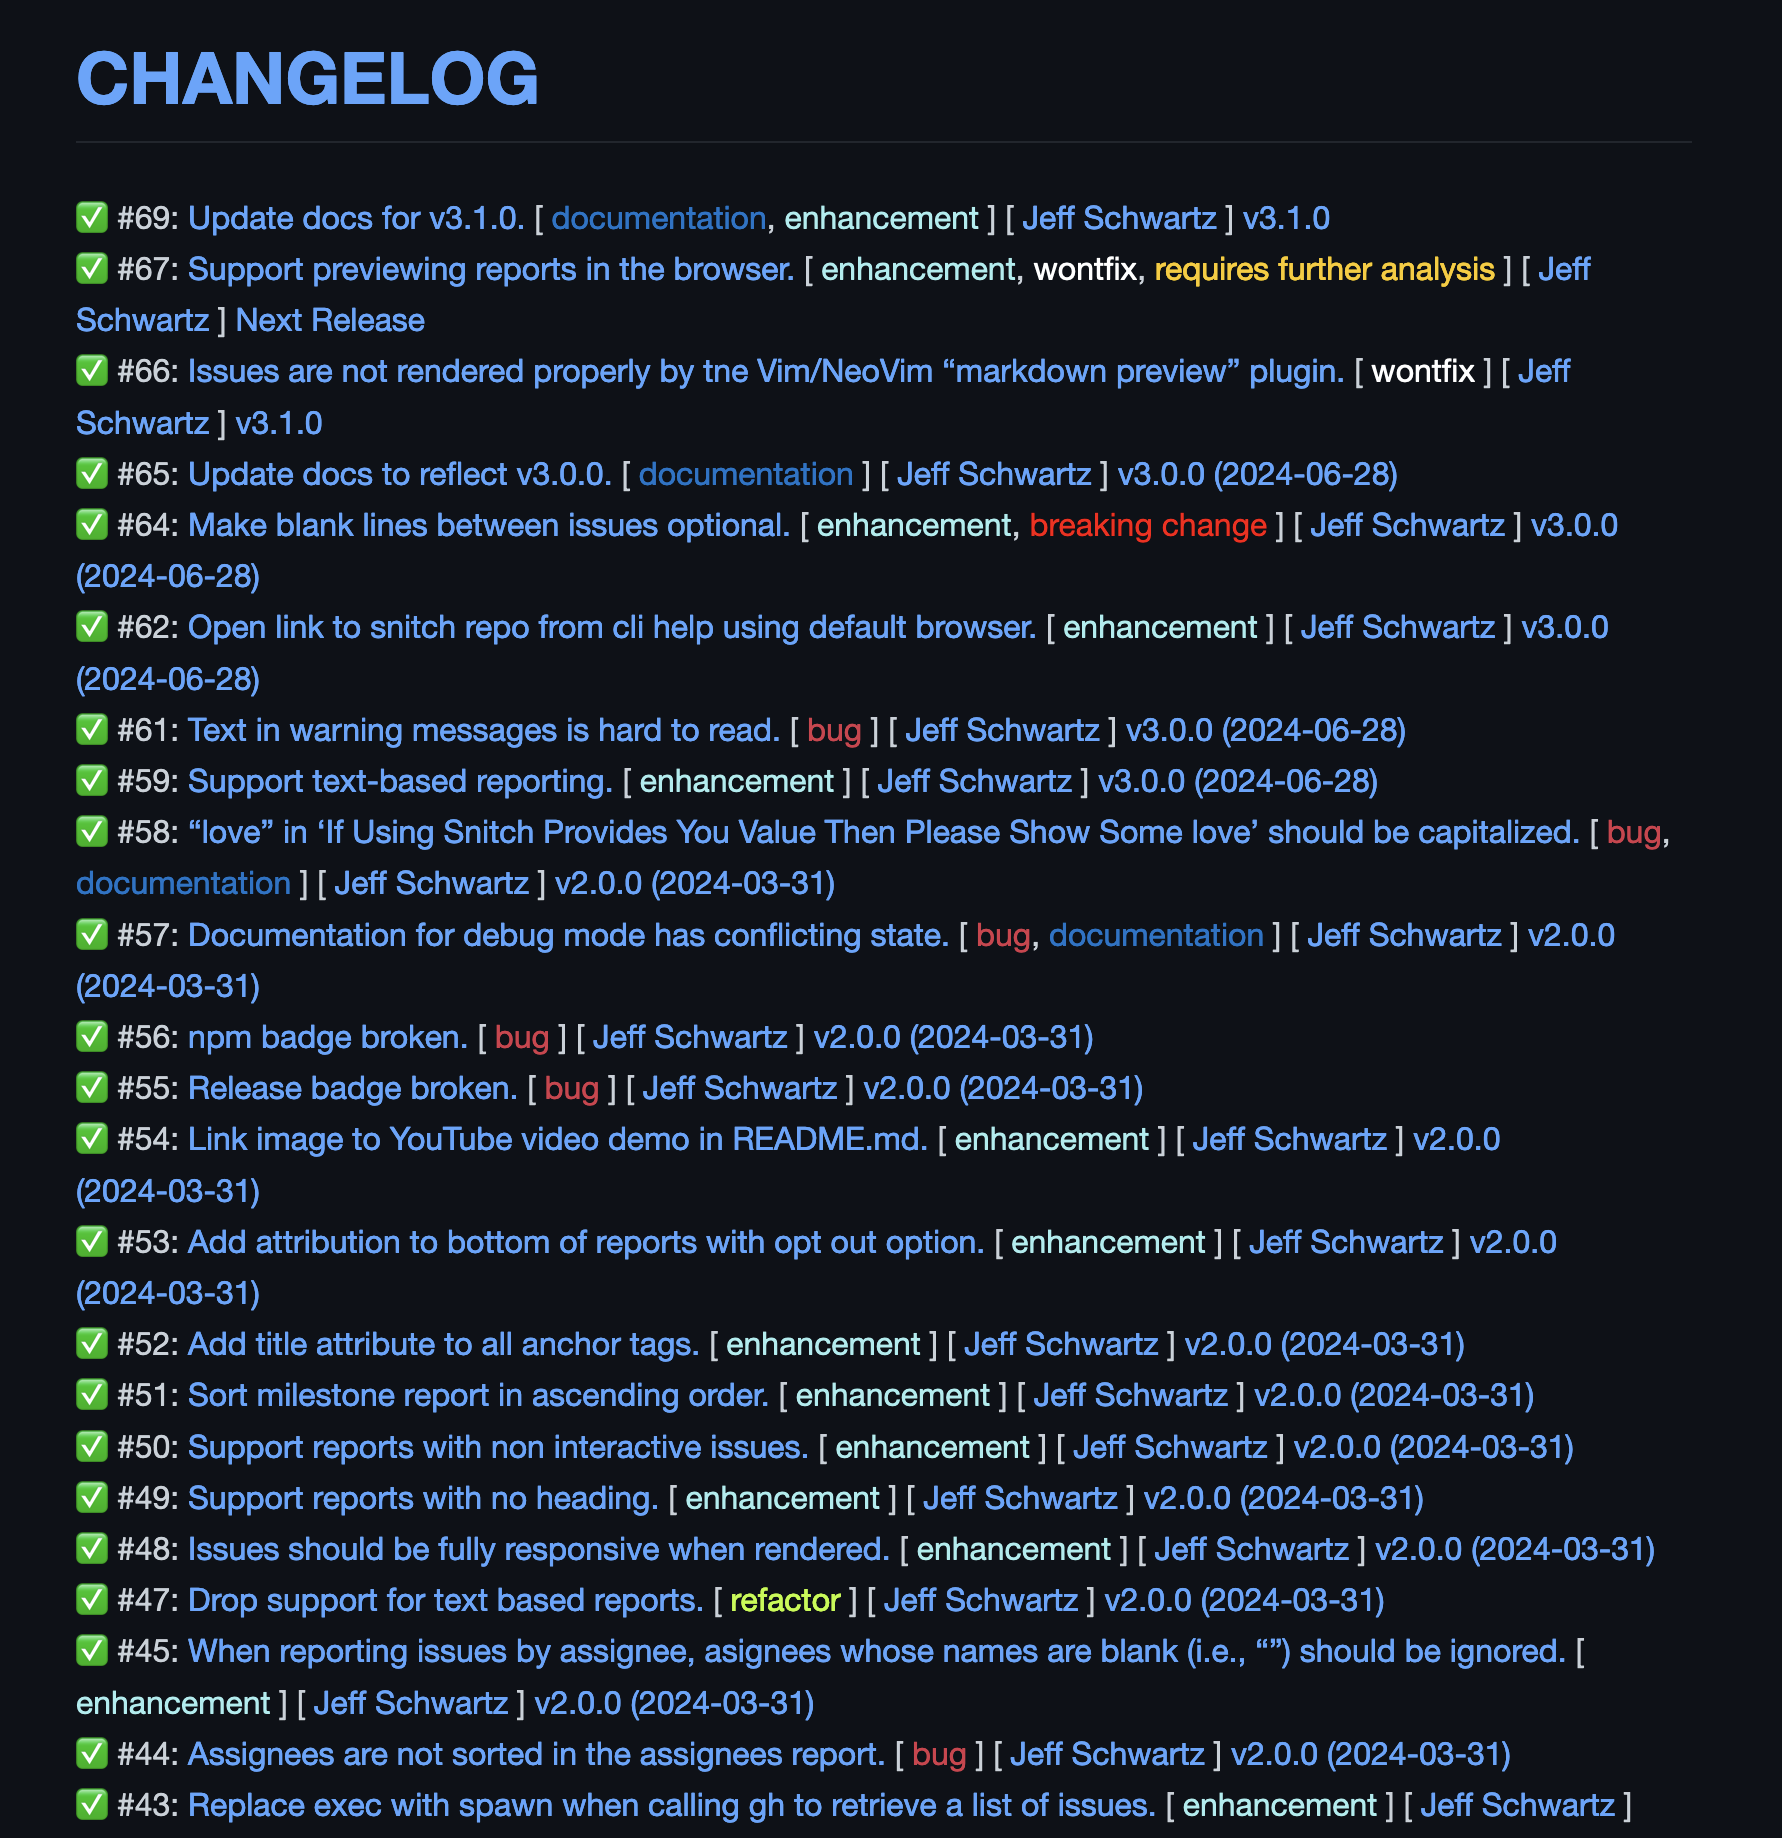 CHANGELOG
✅ #69: Update docs for v3.1.0. [ documentation, enhancement ] [ Jeff Schwartz ] v3.1.0
✅ #67: Support previewing reports in the browser. [ enhancement, wontfix, requires further analysis ] [ Jeff
Schwartz ] Next Release
✅ #66: Issues are not rendered properly by tne Vim/NeoVim “markdown preview” plugin. [ wontfix ] [ Jeff
Schwartz ] v3.1.0
✅ #65: Update docs to reflect v3.0.0. [ documentation ] [ Jeff Schwartz ] v3.0.0 (2024-06-28)
✅ #64: Make blank lines between issues optional. [ enhancement, breaking change ] [ Jeff Schwartz ] v3.0.0
(2024-06-28)
✅ #62: Open link to snitch repo from cli help using default browser. [ enhancement ] [ Jeff Schwartz ] v3.0.0
(2024-06-28)
✅ #61: Text in warning messages is hard to read. [ bug ] [ Jeff Schwartz ] v3.0.0 (2024-06-28)
✅ #59: Support text-based reporting. [ enhancement ] [ Jeff Schwartz ] v3.0.0 (2024-06-28)
✅ #58: “love” in ‘If Using Snitch Provides You Value Then Please Show Some love’ should be capitalized. [ bug,
documentation ] [ Jeff Schwartz ] v2.0.0 (2024-03-31)
✅ #57: Documentation for debug mode has conflicting state. [ bug, documentation ] [ Jeff Schwartz ] v2.0.0
(2024-03-31)
✅ #56: npm badge broken. [ bug ] [ Jeff Schwartz ] v2.0.0 (2024-03-31)
✅ #55: Release badge broken. [ bug ] [ Jeff Schwartz ] v2.0.0 (2024-03-31)
✅ #54: Link image to YouTube video demo in README.md. [ enhancement ] [ Jeff Schwartz ] v2.0.0
(2024-03-31)
✅ #53: Add attribution to bottom of reports with opt out option. [ enhancement ] [ Jeff Schwartz ] v2.0.0
(2024-03-31)
✅ #52: Add title attribute to all anchor tags. [ enhancement ] [ Jeff Schwartz ] v2.0.0 (2024-03-31)
✅ #51: Sort milestone report in ascending order. [ enhancement ] [ Jeff Schwartz ] v2.0.0 (2024-03-31)
✅ #50: Support reports with non interactive issues. [ enhancement ] [ Jeff Schwartz ] v2.0.0 (2024-03-31)
✅ #49: Support reports with no heading. [ enhancement ] [ Jeff Schwartz ] v2.0.0 (2024-03-31)
✅ #48: Issues should be fully responsive when rendered. [ enhancement ] [ Jeff Schwartz ] v2.0.0 (2024-03-31)
✅ #47: Drop support for text based reports. [ refactor ] [ Jeff Schwartz ] v2.0.0 (2024-03-31)
✅ #45: When reporting issues by assignee, asignees whose names are blank (i.e., “”) should be ignored. [
enhancement ] [ Jeff Schwartz ] v2.0.0 (2024-03-31)
✅ #44: Assignees are not sorted in the assignees report. [ bug ] [ Jeff Schwartz ] v2.0.0 (2024-03-31)
✅ #43: Replace exec with spawn when calling gh to retrieve a list of issues. [ enhancement ] [ Jeff Schwartz ]